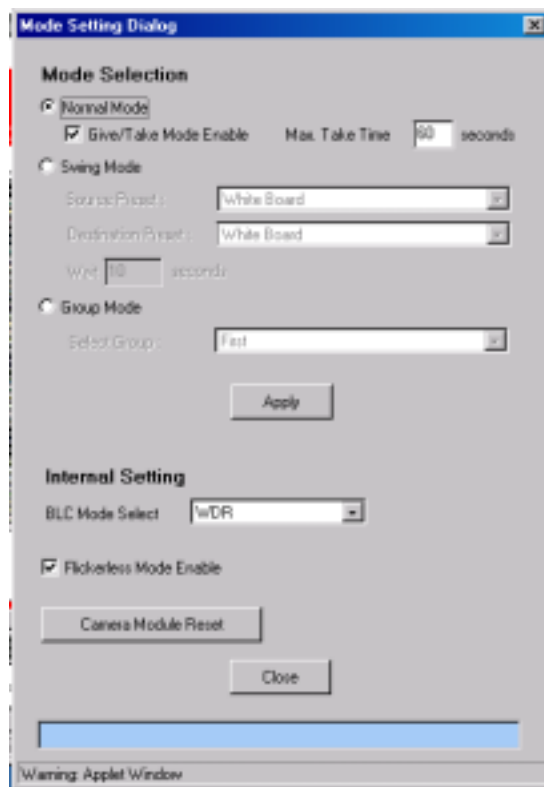 Mode Setting Dialog
Mode Selection
Normal Mode
Give/Take Mode Enable Max. Take Time 60 seconds
Swing Mode
Source Preset : White Board
Destination Preset : White Board
Wait 10 seconds
Group Mode
Select Group : First
Apply
Internal Setting
BLC Mode Select WDR
Flickerless Mode Enable
Camera Module Reset
Close
Warning: Applet Window